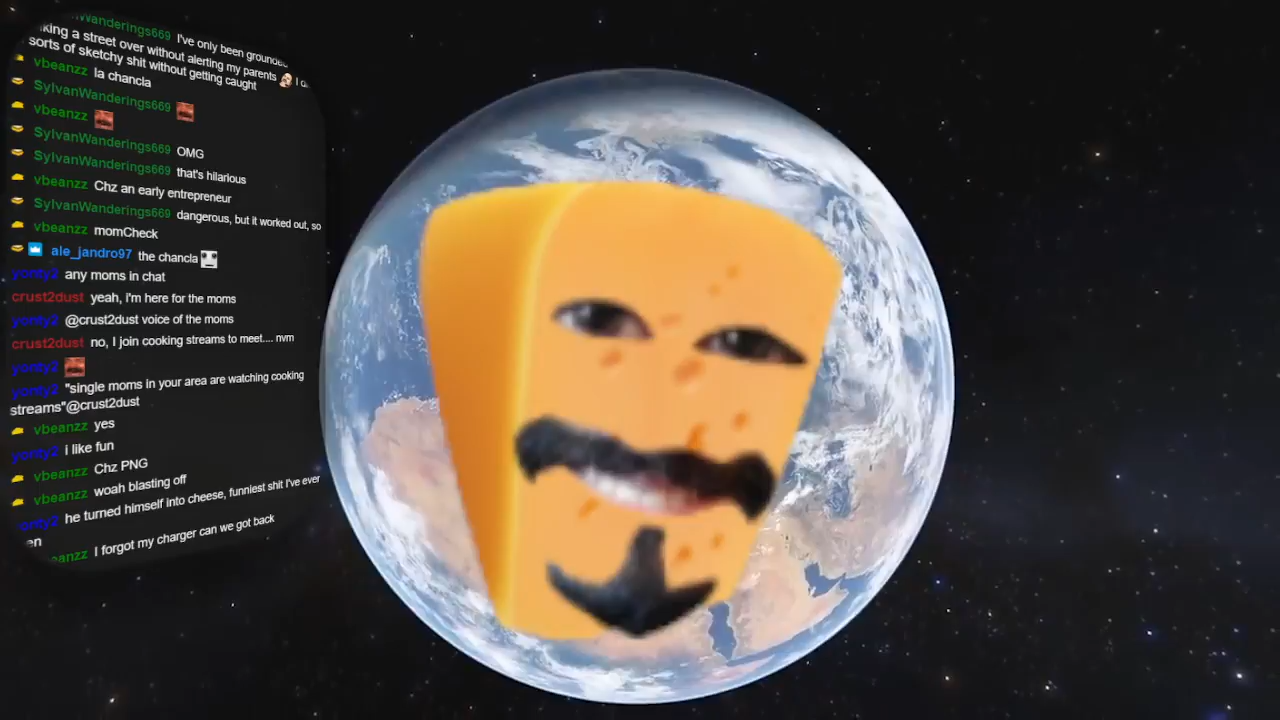 Wanderings669 I've only been grounded
king a street over without alerting my parents I d
sorts of sketchy shit without getting caught
vbeanzz la chancla
SylvanWanderings669
vbeanzz
SylvanWanderings669 OMG
SylvanWanderings669 that's hilarious
vbeanzz Chz an early entrepreneur
SylvanWanderings669 dangerous, but it worked out, so
vbeanzz momCheck
ale_jandro97 the chancla
yonty2 any moms in chat
crust2dust yeah, i'm here for the moms
yonty2 @crust2dust voice of the moms
crust2dust no, I join cooking streams to meet.... nvm
yonty2
yonty2 "single moms in your area are watching cooking
streams"@crust2dust
vbeanzz yes
yonty2 i like fun
vbeanzz Chz PNG
vbeanzz woah blasting off
yonty2 he turned himself into cheese, funniest shit I've ever
en
eanzz I forgot my charger can we got back